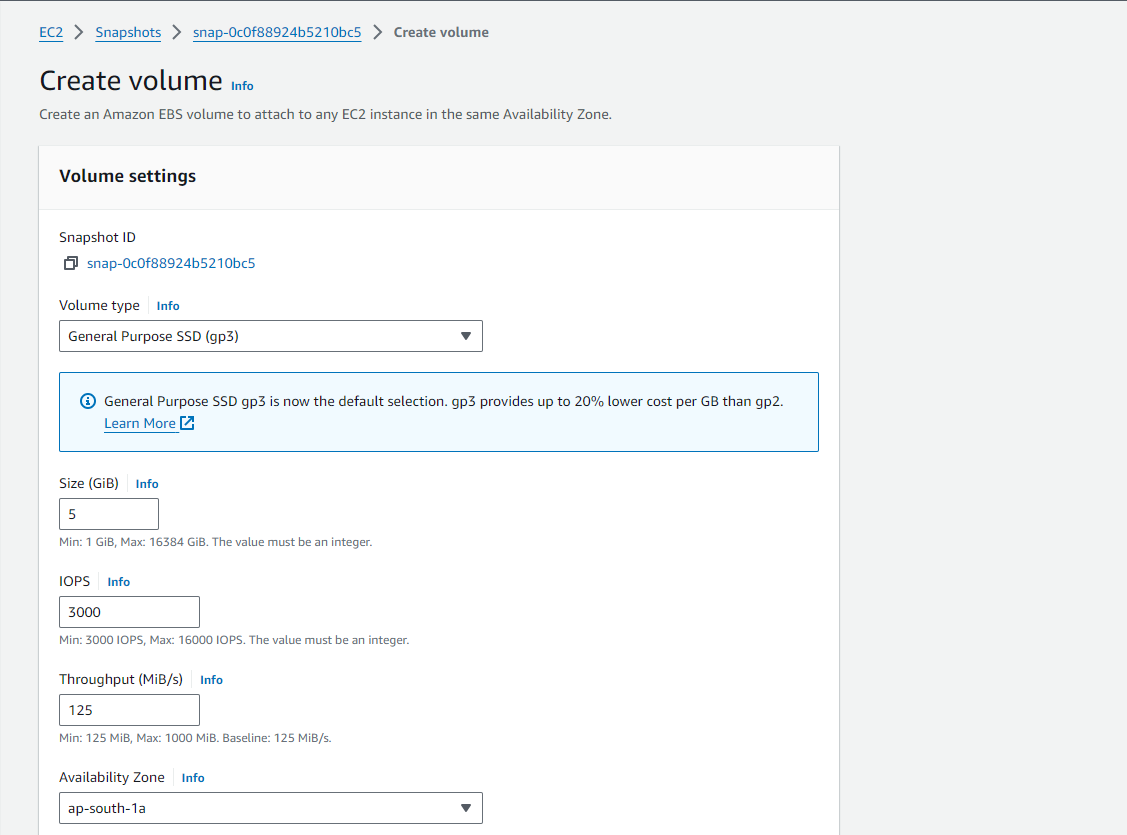 EC2 > Snapshots > snap-0c0f88924b5210bc5 > Create volume
Create volume Info
Create an Amazon EBS volume to attach to any EC2 instance in the same Availability Zone.
Volume settings
Snapshot ID
snap-0c0f88924b5210bc5
Volume type Info
General Purpose SSD (gp3)
General Purpose SSD gp3 is now the default selection. gp3 provides up to 20% lower cost per GB than gp2.
Learn More
Size (GiB) Info
5
Min: 1 GiB, Max: 16384 GiB. The value must be an integer.
IOPS Info
3000
Min: 3000 IOPS, Max: 16000 IOPS. The value must be an integer.
Throughput (MiB/s) Info
125
Min: 125 MiB, Max: 1000 MiB. Baseline: 125 MiB/s.
Availability Zone Info
ap-south-1a